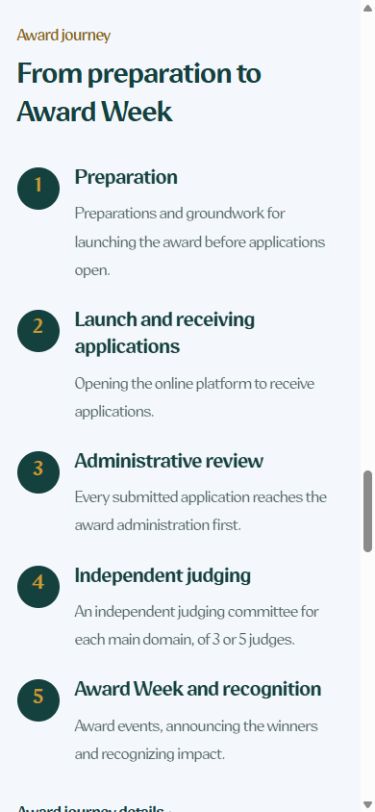 Award journey
From preparation to
Award Week
1
Preparation
Preparations and groundwork for
launching the award before applications
open.
2
Launch and receiving
applications
Opening the online platform to receive
applications.
3
Administrative review
Every submitted application reaches the
award administration first.
4
Independent judging
An independent judging committee for
each main domain, of 3 or 5 judges.
5
Award Week and recognition
Award events, announcing the winners
and recognizing impact.
Award journey details